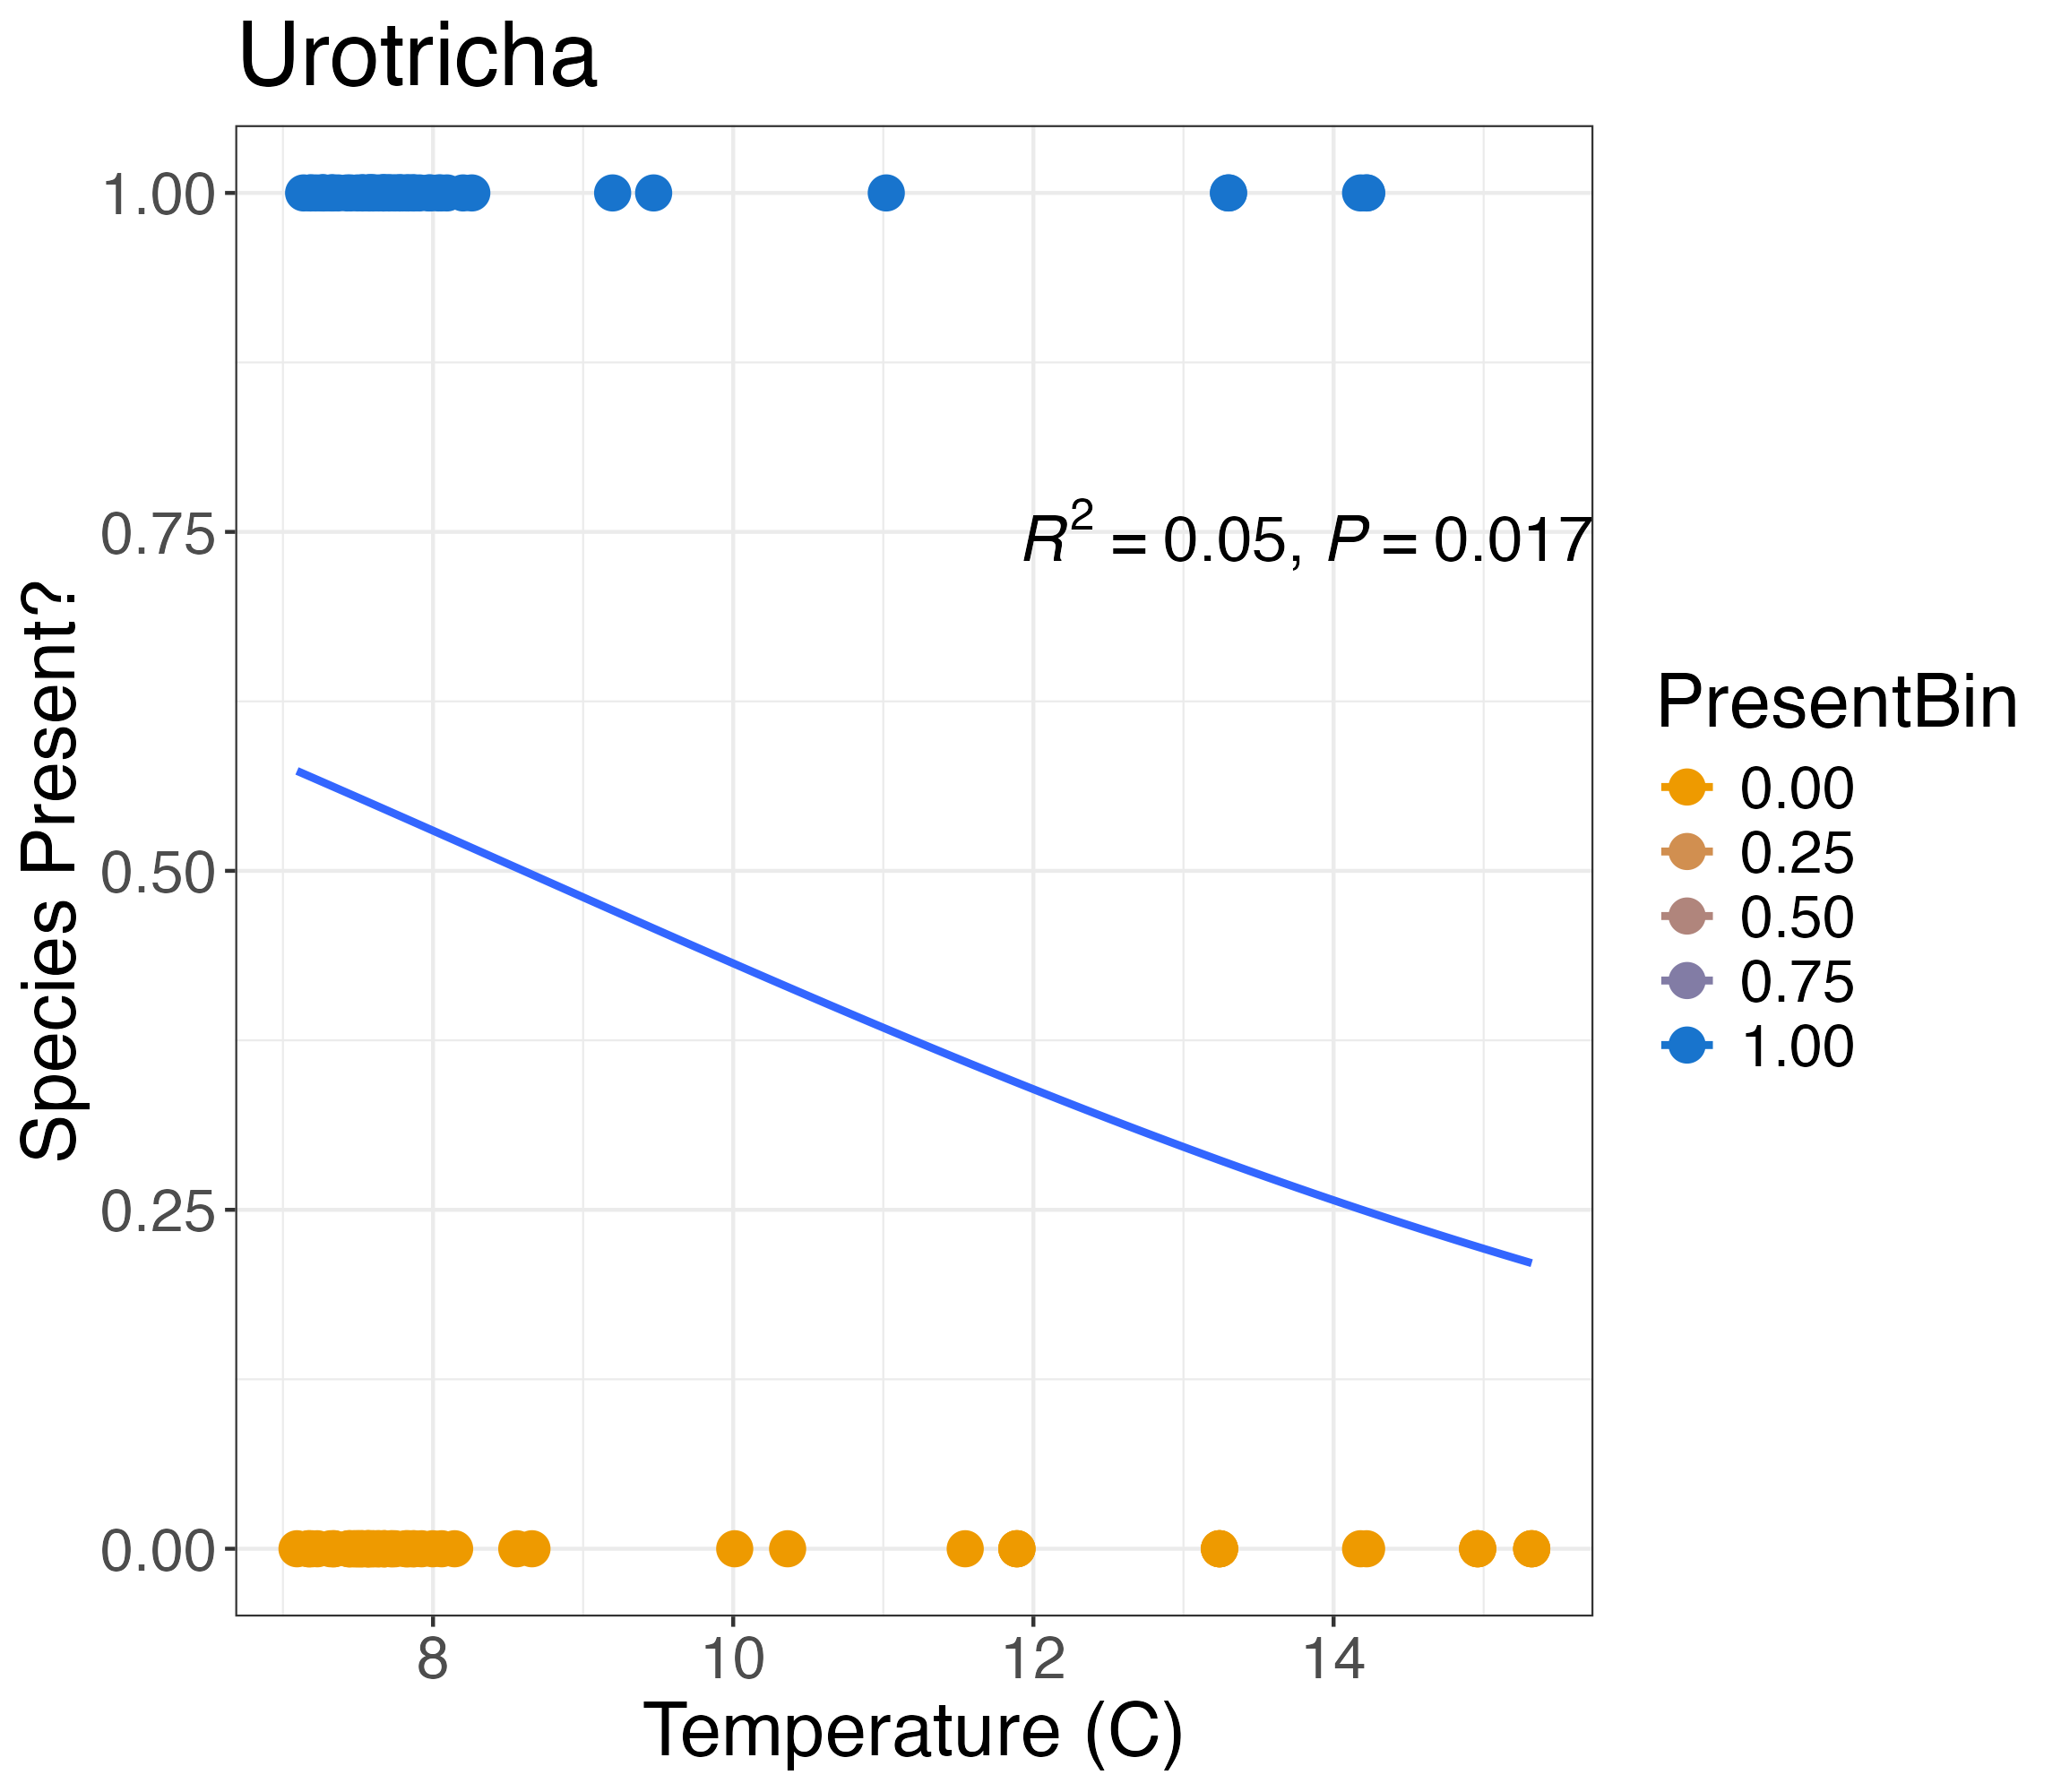 Urotricha
1.00
0.75
0.50
0.25
0.00
Species Present?
R² = 0.05, P = 0.017
8 10 12 14
Temperature (C)
PresentBin
0.00
0.25
0.50
0.75
1.00